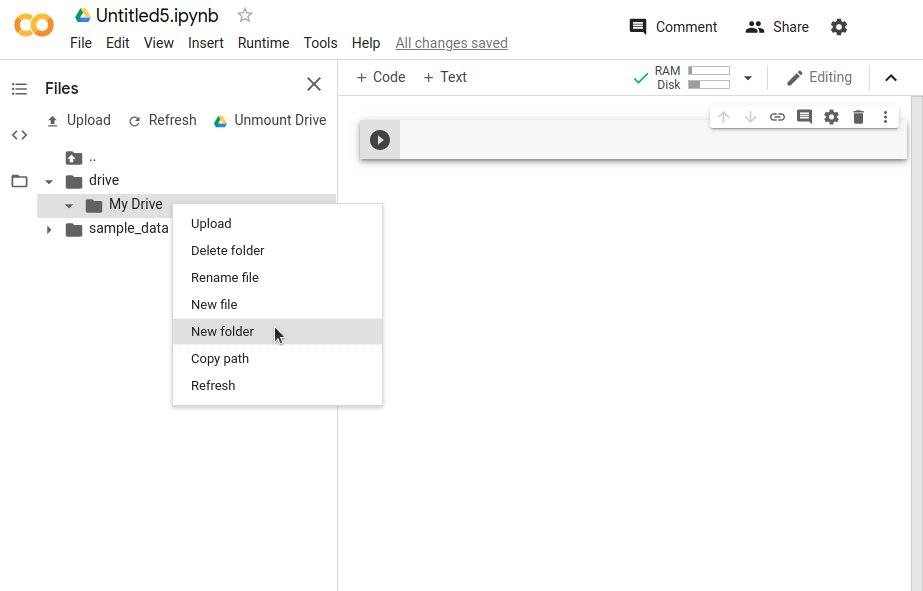 Untitled5.ipynb
File Edit View Insert Runtime Tools Help All changes saved
Comment Share
Files
+ Code + Text
RAM
Disk
Editing
Upload Refresh Unmount Drive
..
drive
My Drive
sample_data
Upload
Delete folder
Rename file
New file
New folder
Copy path
Refresh